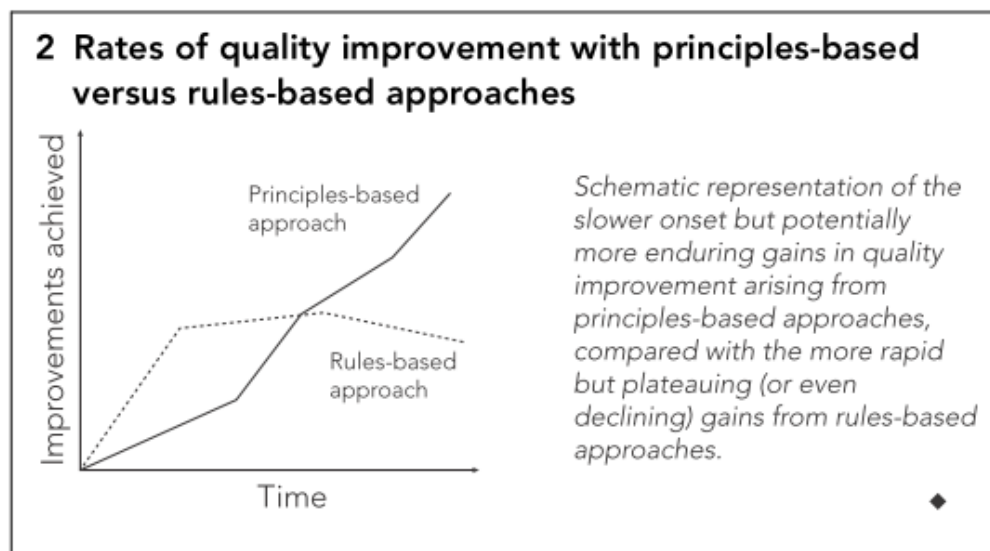 2 Rates of quality improvement with principles-based
versus rules-based approaches
Improvements achieved
Principles-based
approach
Rules-based
approach
Time
Schematic representation of the
slower onset but potentially
more enduring gains in quality
improvement arising from
principles-based approaches,
compared with the more rapid
but plateauing (or even
declining) gains from rules-based
approaches.